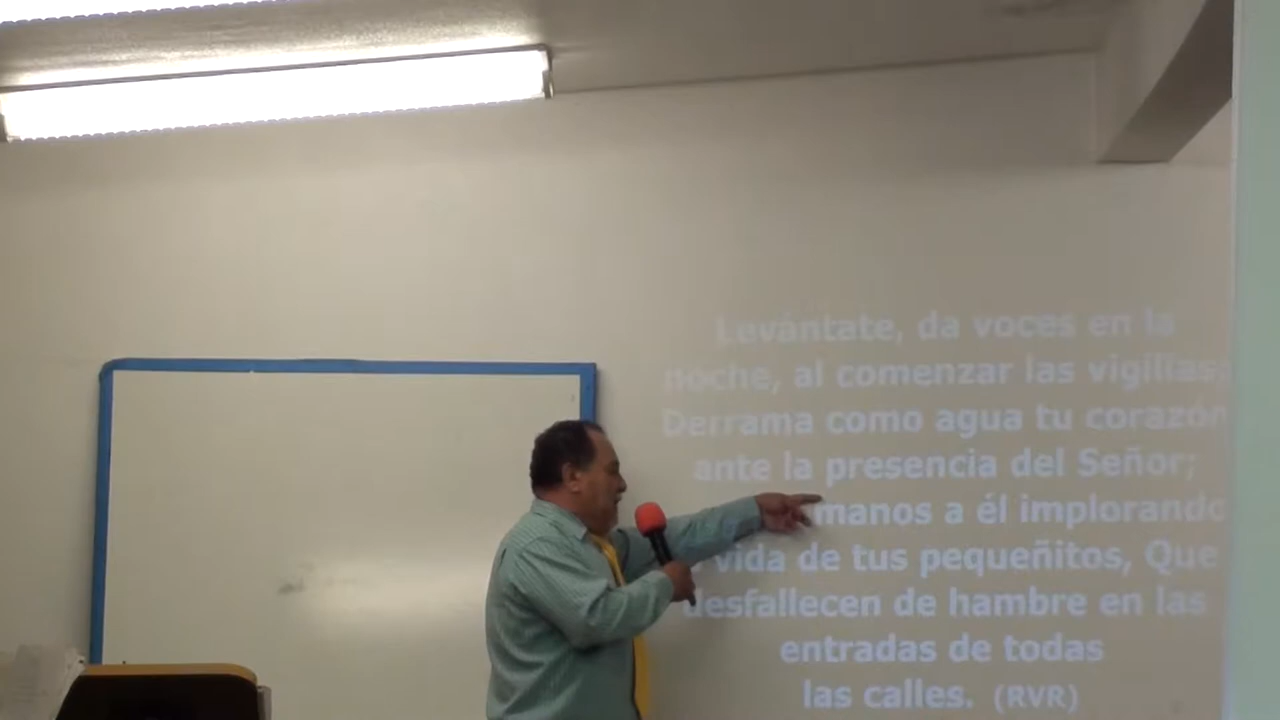 Levántate, da voces en la
noche, al comenzar las vigilias;
Derrama como agua tu corazón
ante la presencia del Señor;
manos a él implorando
vida de tus pequeñitos, Que
desfallecen de hambre en las
entradas de todas
las calles. (RVR)